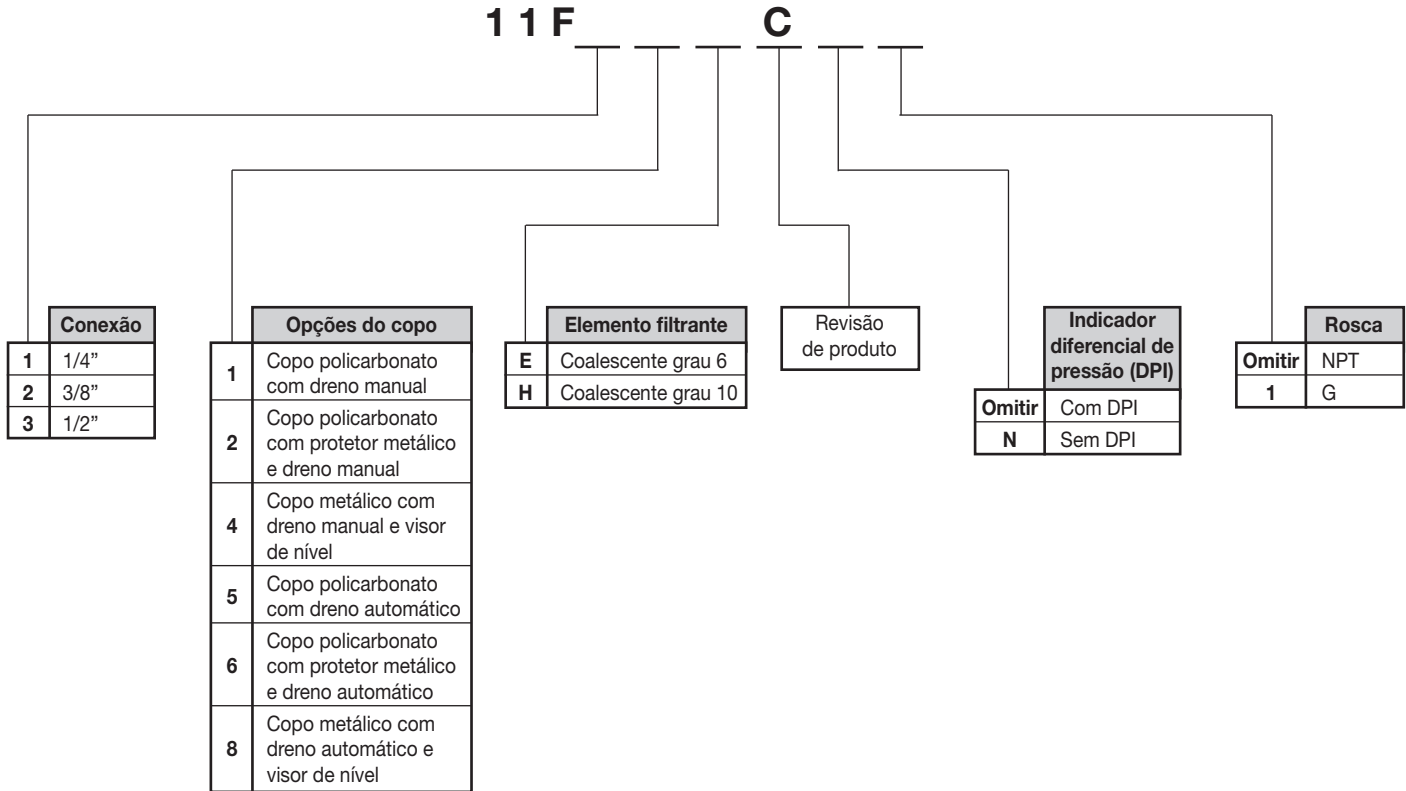 1 1 F C
Conexão
1 1/4”
2 3/8”
3 1/2”
Opções do copo
1 Copo policarbonato
com dreno manual
2 Copo policarbonato
com protetor metálico
e dreno manual
4 Copo metálico com
dreno manual e visor
de nível
5 Copo policarbonato
com dreno automático
6 Copo policarbonato
com protetor metálico
e dreno automático
8 Copo metálico com
dreno automático e
visor de nível
Elemento filtrante
E Coalescente grau 6
H Coalescente grau 10
Revisão
de produto
Indicador
diferencial de
pressão (DPI)
Omitir Com DPI
N Sem DPI
Rosca
Omitir NPT
1 G